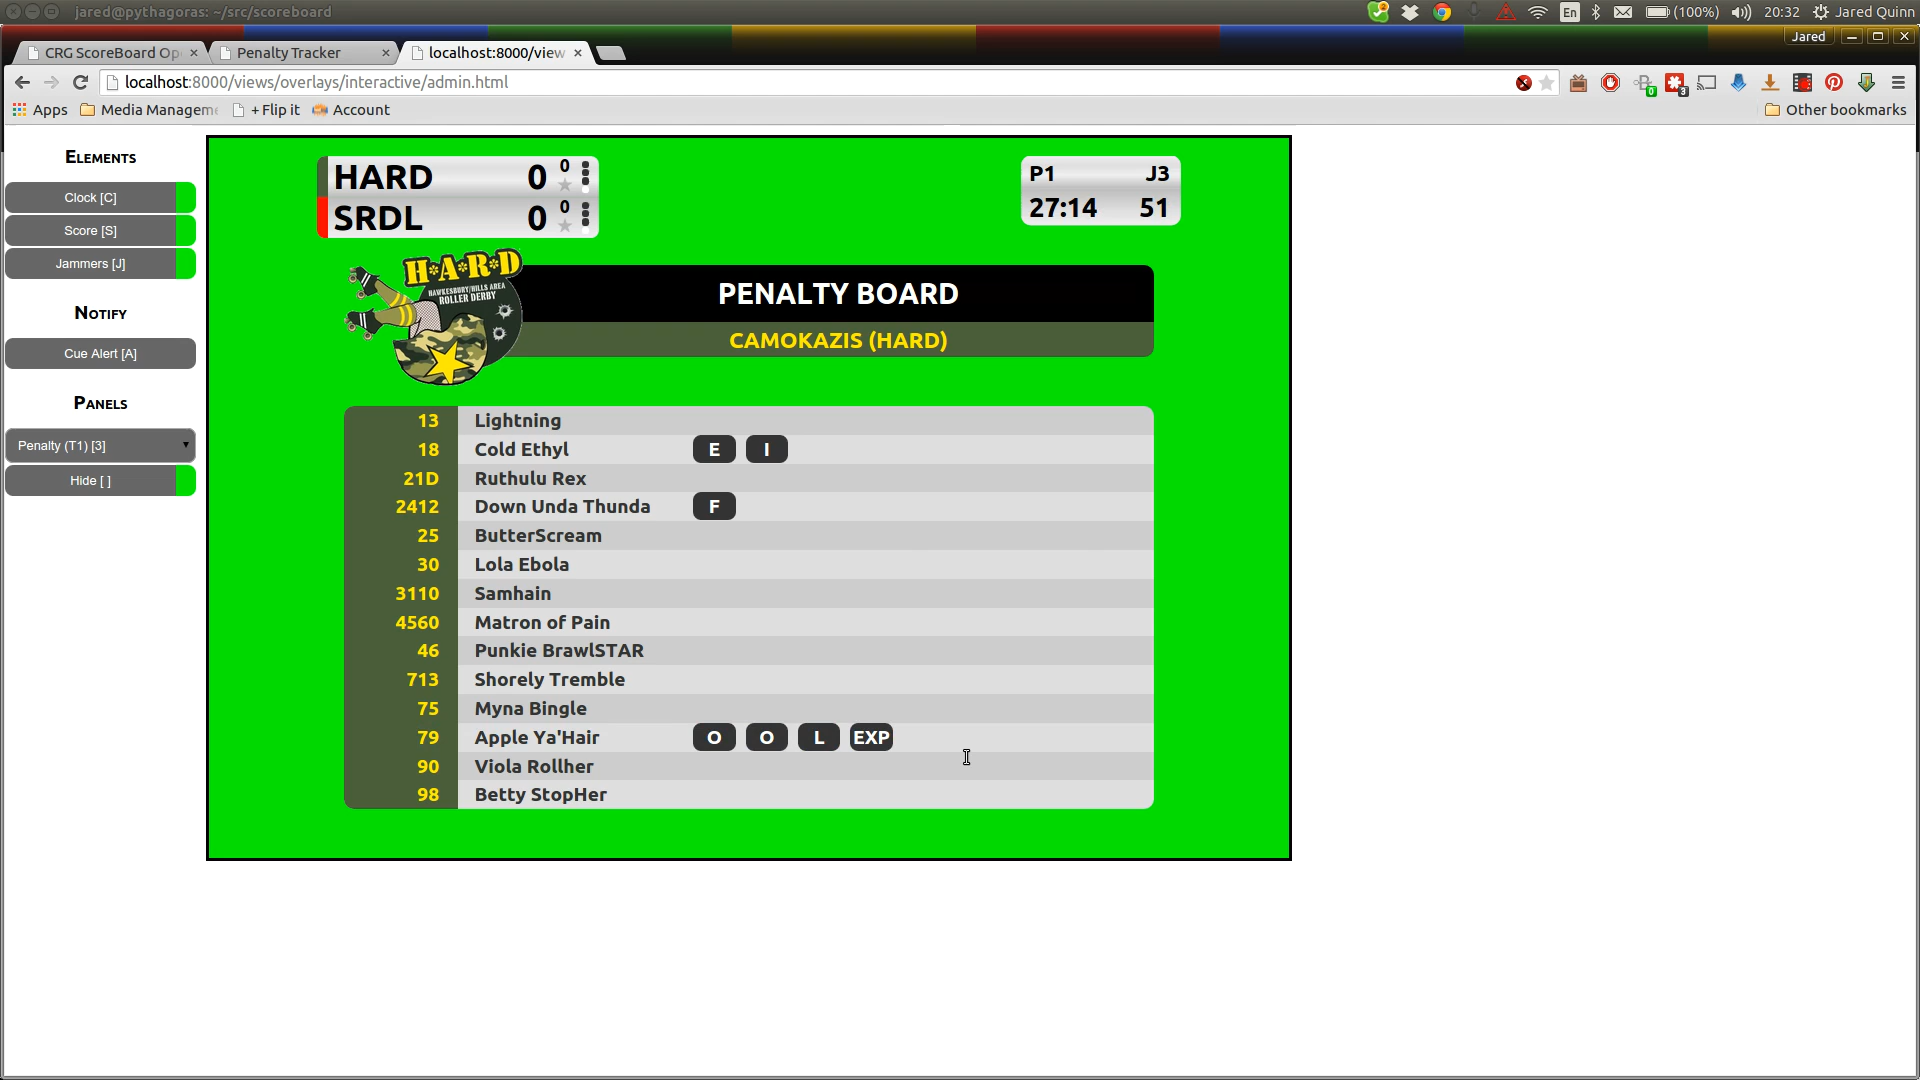 jared@pythagoras: ~/src/scoreboard
En
(100%)
20:32
Jared Quinn
CRG ScoreBoard Op
Penalty Tracker
localhost:8000/view
Jared
localhost:8000/views/overlays/interactive/admin.html
0
3
Apps
Media Managem
+ Flip it
Account
Other bookmarks
ELEMENTS
Clock [C]
Score [S]
Jammers [J]
NOTIFY
Cue Alert [A]
PANELS
Penalty (T1) [3]
Hide [ ]
HARD 0 0
SRDL 0 0
P1 J3
27:14 51
H*A*R*D
HAWKESBURY/HILLS AREA
ROLLER DERBY
PENALTY BOARD
CAMOKAZIS (HARD)
13 Lightning
18 Cold Ethyl E I
21D Ruthulu Rex
2412 Down Unda Thunda F
25 ButterScream
30 Lola Ebola
3110 Samhain
4560 Matron of Pain
46 Punkie BrawlSTAR
713 Shorely Tremble
75 Myna Bingle
79 Apple Ya'Hair O O L EXP
90 Viola Rollher
98 Betty StopHer